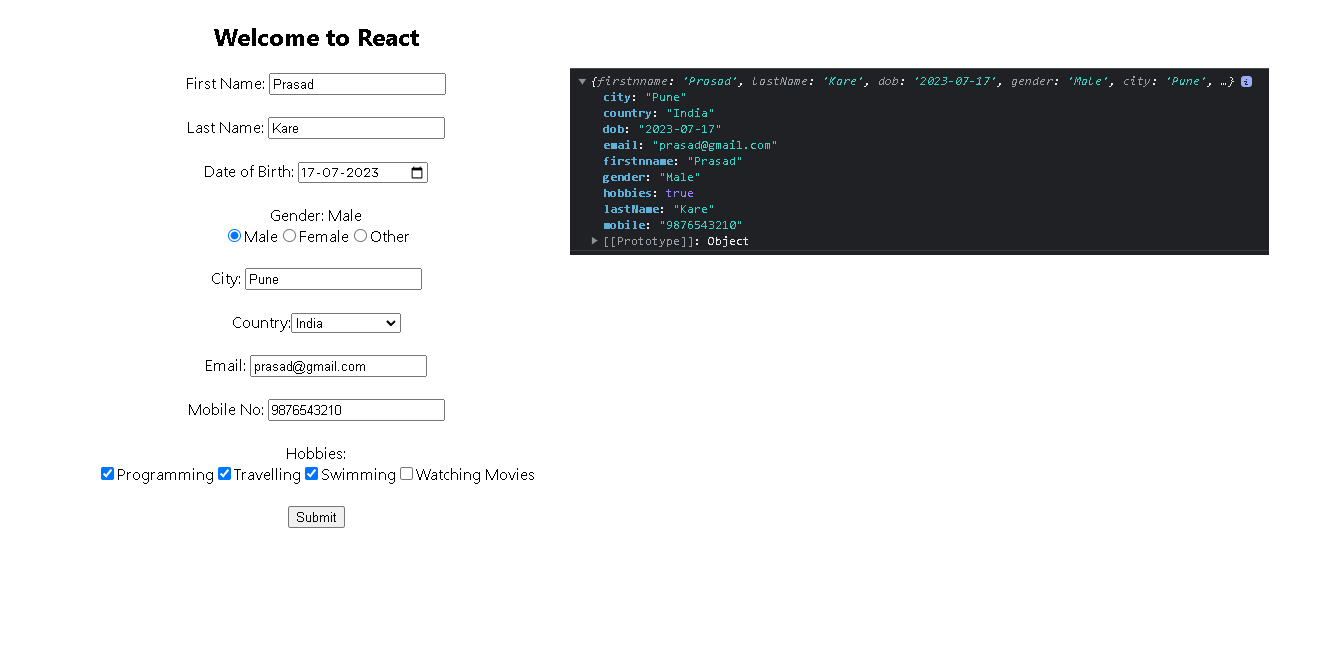 Welcome to React
First Name: Prasad
Last Name: Kare
Date of Birth: 17-07-2023
Gender: Male
Male Female Other
City: Pune
Country: India
Email: prasad@gmail.com
Mobile No: 9876543210
Hobbies:
Programming Travelling Swimming Watching Movies
Submit
{firstnname: 'Prasad', lastName: 'Kare', dob: '2023-07-17', gender: 'Male', city: 'Pune', …} i
city: "Pune"
country: "India"
dob: "2023-07-17"
email: "prasad@gmail.com"
firstnname: "Prasad"
gender: "Male"
hobbies: true
lastName: "Kare"
mobile: "9876543210"
[[Prototype]]: Object